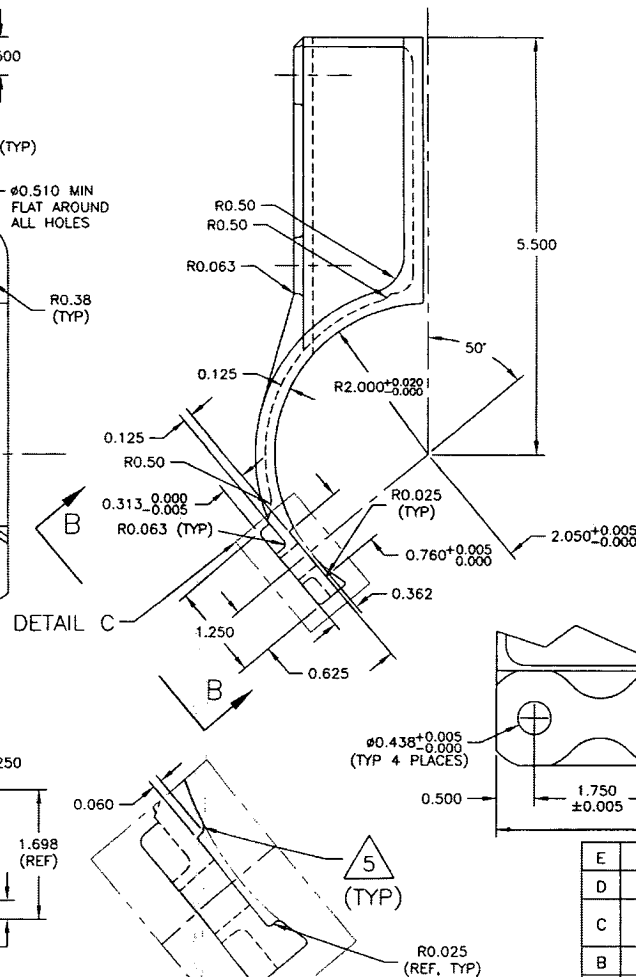 (TYP)
Ø0.510 MIN
FLAT AROUND
ALL HOLES
R0.38
(TYP)
R0.50
R0.50
R0.063
5.500
50°
0.125
R2.000 +0.020 -0.000
0.125
R0.50
0.313 0.000 -0.005
R0.063 (TYP)
R0.025
(TYP)
B
0.760 +0.005 0.000
2.050 +0.005 -0.000
0.362
DETAIL C
1.250
0.625
B
Ø0.438 +0.005 -0.000
(TYP 4 PLACES)
0.500
1.750
±0.005
0.060
1.698
(REF)
5
(TYP)
R0.025
(REF, TYP)
E
D
C
B